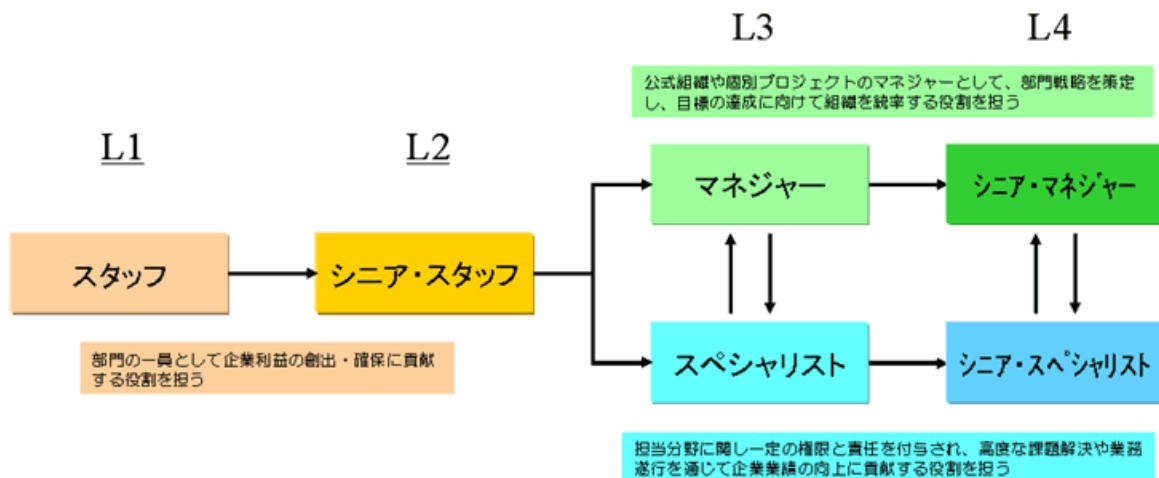 L3
L4
公式組織や個別プロジェクトのマネジャーとして、部門戦略を策定
し、目標の達成に向けて組織を統率する役割を担う
L1
L2
マネジャー
シニア・マネジャー
スタッフ
シニア・スタッフ
部門の一員として企業利益の創出・確保に貢献
する役割を担う
スペシャリスト
シニア・スペシャリスト
担当分野に関し一定の権限と責任を付与され、高度な課題解決や業務
遂行を通じて企業業績の向上に貢献する役割を担う